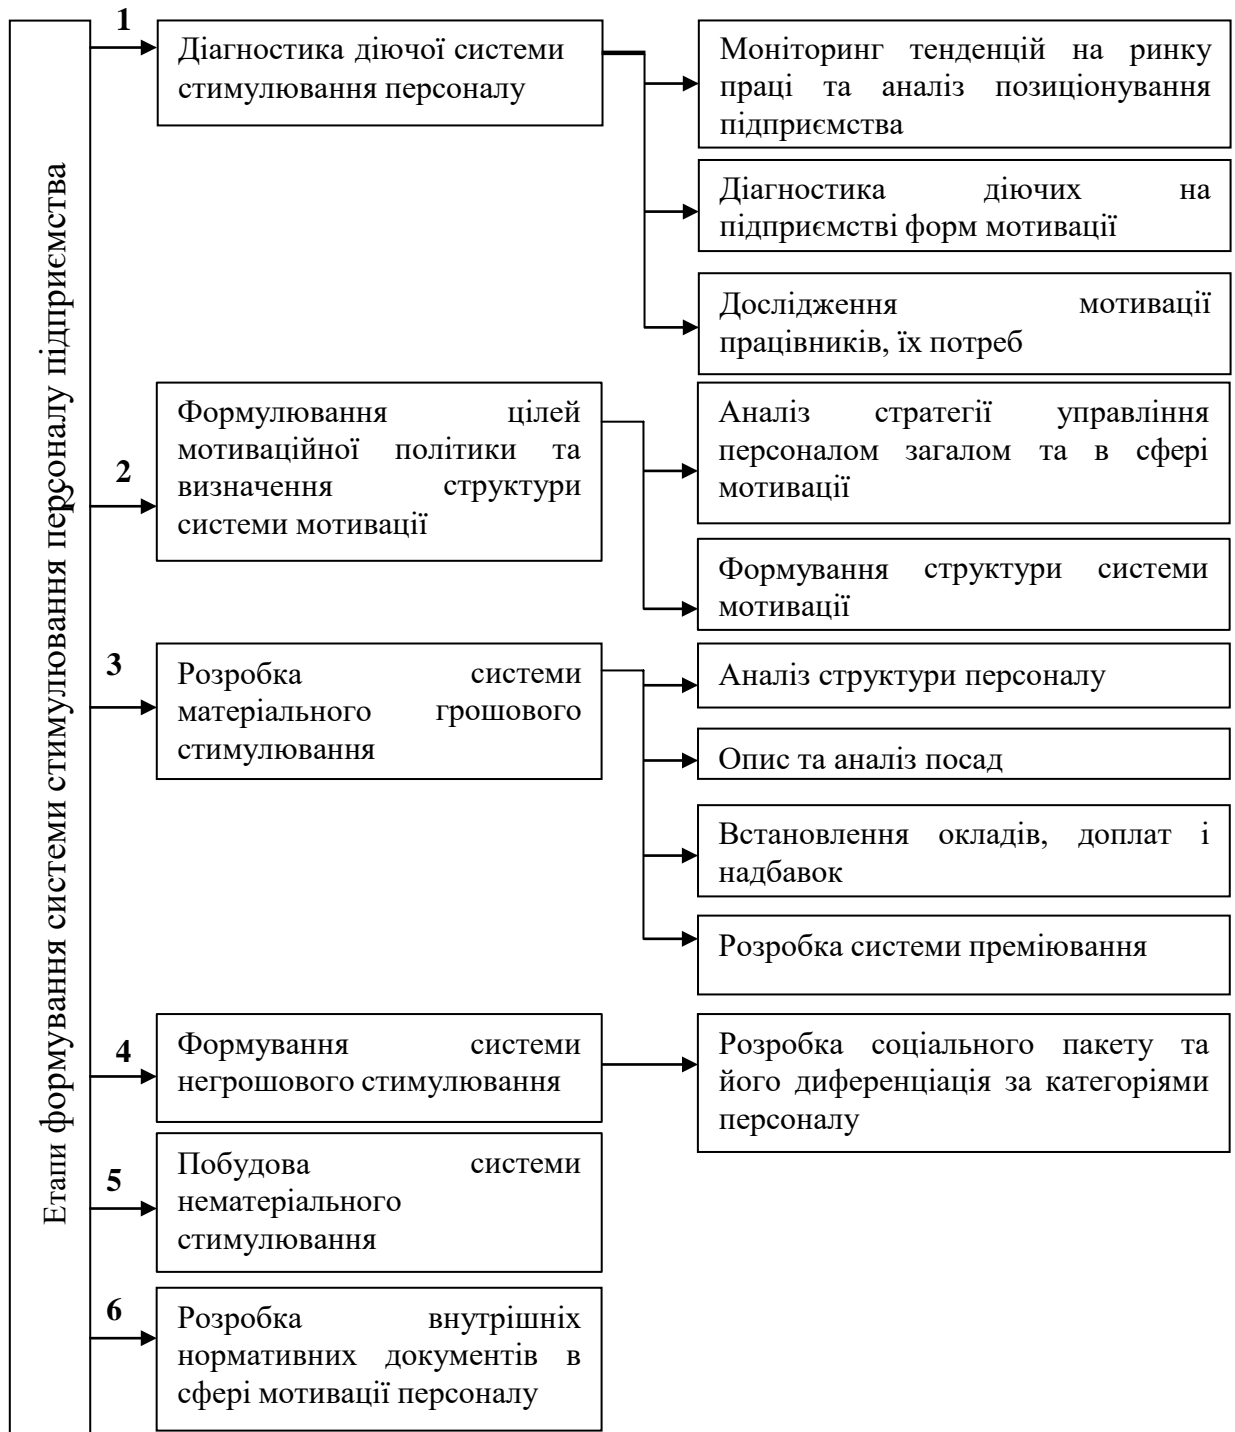 Етапи формування системи стимулювання персоналу підприємства
2
1
Діагностика діючої системи
стимулювання персоналу
Моніторинг тенденцій на ринку
праці та аналіз позиціонування
підприємства
Діагностика діючих на
підприємстві форм мотивації
Дослідження мотивації
працівників, їх потреб
2
Формулювання цілей
мотиваційної політики та
визначення структури
системи мотивації
Аналіз стратегії управління
персоналом загалом та в сфері
мотивації
Формування структури системи
мотивації
3
Розробка системи
матеріального грошового
стимулювання
Аналіз структури персоналу
Опис та аналіз посад
Встановлення окладів, доплат і
надбавок
Розробка системи преміювання
4
Формування системи
негрошового стимулювання
Розробка соціального пакету та
його диференціація за категоріями
персоналу
5
Побудова системи
нематеріального
стимулювання
6
Розробка внутрішніх
нормативних документів в
сфері мотивації персоналу